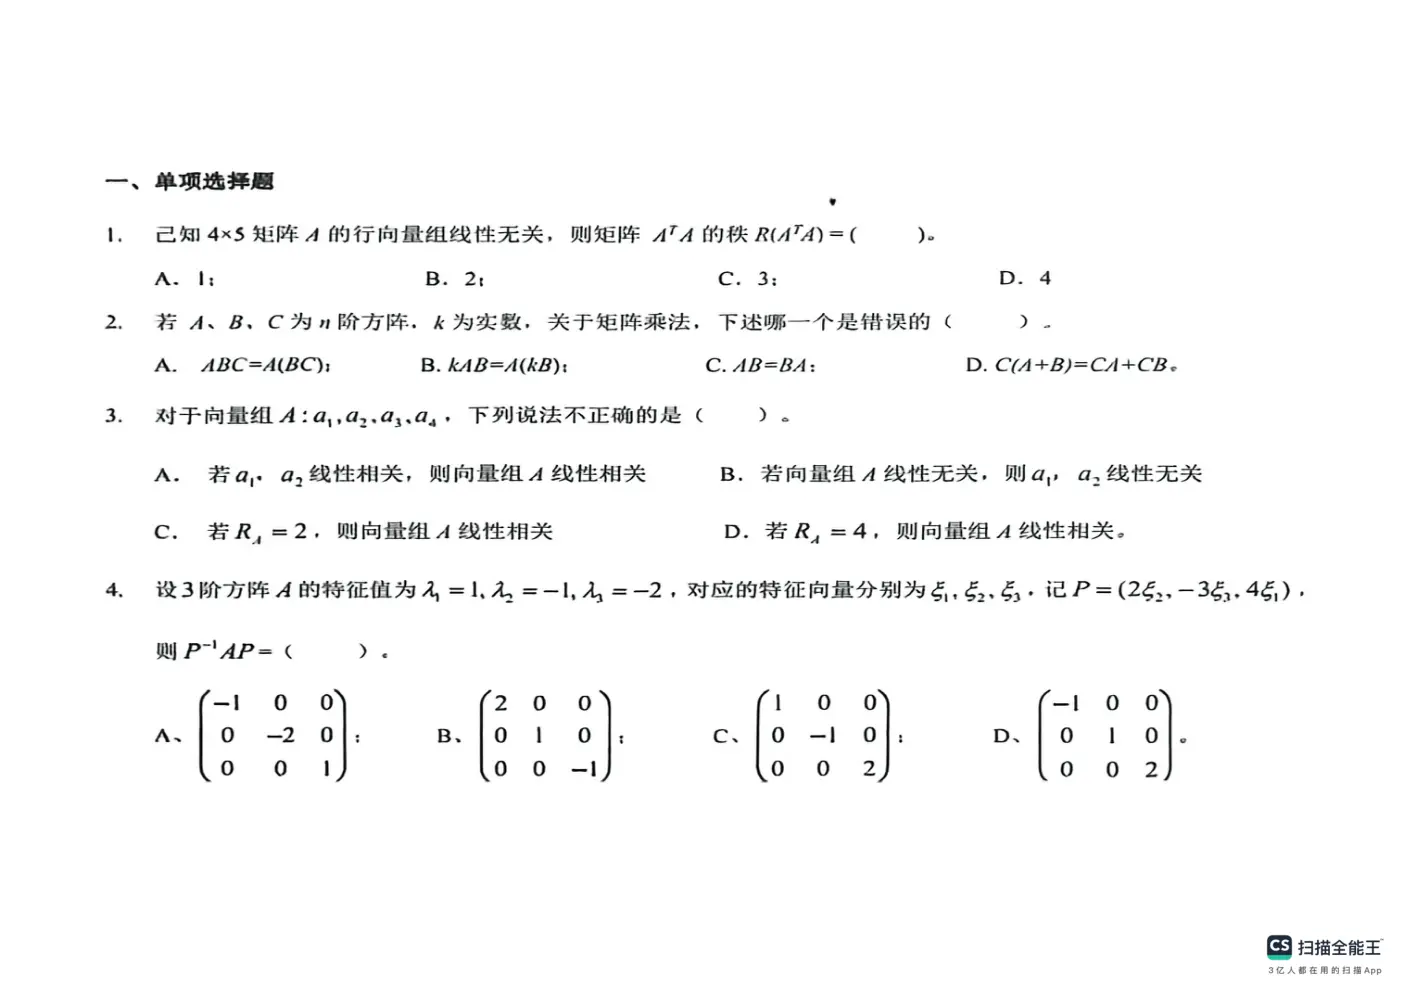 一、单项选择题
1. 己知 4×5 矩阵 A 的行向量组线性无关，则矩阵 AᵀA 的秩 R(AᵀA) = ( )。
A. 1; B. 2; C. 3; D. 4
2. 若 A、B、C 为 n 阶方阵．k 为实数，关于矩阵乘法，下述哪一个是错误的（ ）.
A. ABC=A(BC); B. kAB=A(kB); C. AB=BA; D. C(A+B)=CA+CB。
3. 对于向量组 A : a₁, a₂, a₃, a₄，下列说法不正确的是（ ）。
A. 若 a₁, a₂ 线性相关，则向量组 A 线性相关 B. 若向量组 A 线性无关，则 a₁, a₂ 线性无关
C. 若 R_A = 2，则向量组 A 线性相关 D. 若 R_A = 4，则向量组 A 线性相关。
4. 设 3 阶方阵 A 的特征值为 λ₁ = 1, λ₂ = −1, λ₃ = −2，对应的特征向量分别为 ξ₁, ξ₂, ξ₃，记 P = (2ξ₂, −3ξ₃, 4ξ₁)，
则 P⁻¹AP = （ ）。
−1 0 0 2 0 0 1 0 0 −1 0 0
A、 0 −2 0 ; B、 0 1 0 ; C、 0 −1 0 ; D、 0 1 0 。
0 0 1 0 0 −1 0 0 2 0 0 2
CS 扫描全能王
3亿人都在用的扫描App